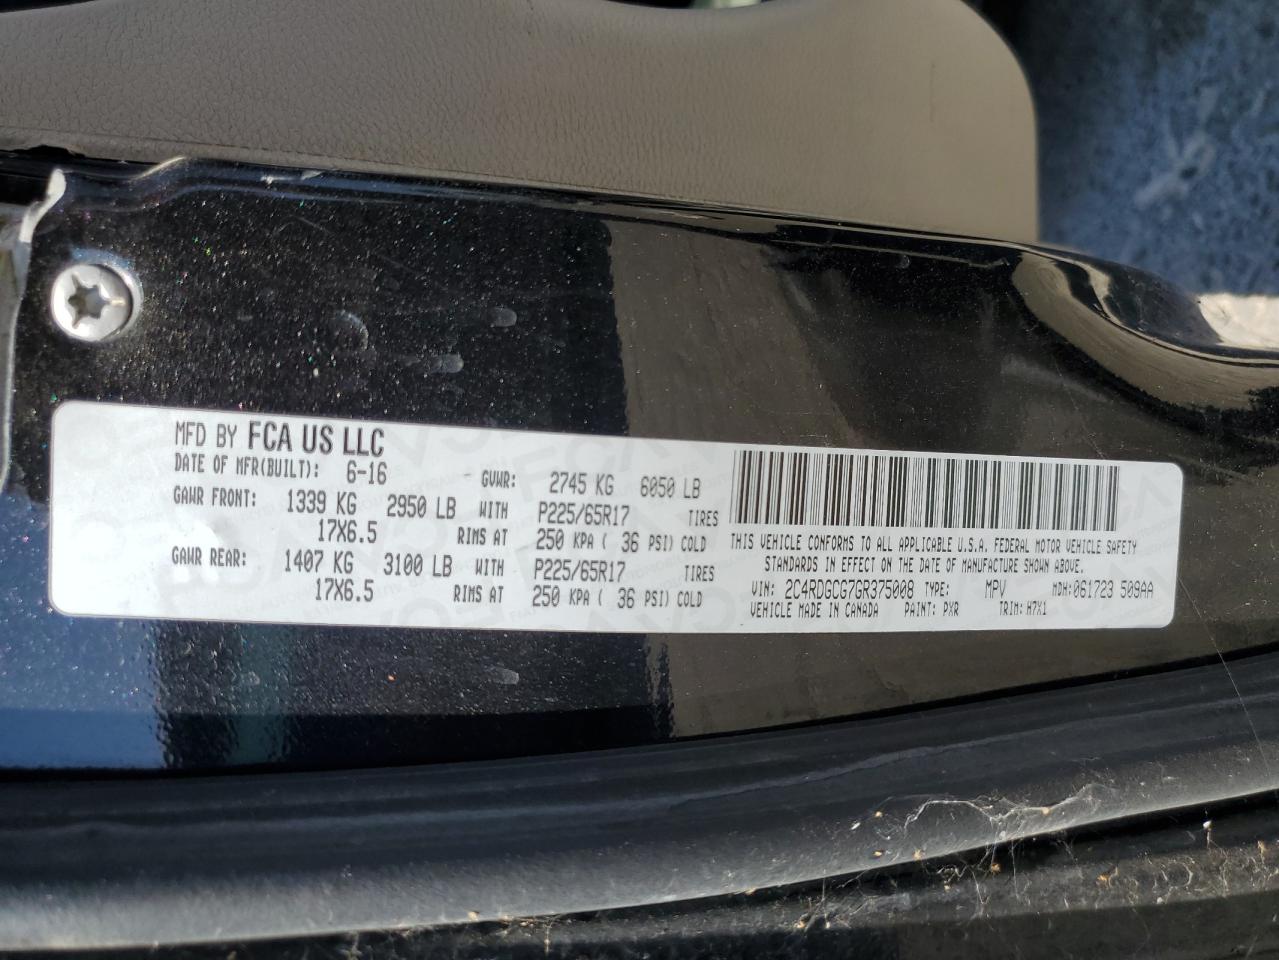 MFD BY FCA US LLC
DATE OF MFR(BUILT): 6-16 GVWR: 2745 KG 6050 LB
GAWR FRONT: 1339 KG 2950 LB WITH P225/65R17 TIRES
17X6.5 RIMS AT 250 KPA ( 36 PSI) COLD
GAWR REAR: 1407 KG 3100 LB WITH P225/65R17 TIRES
17X6.5 RIMS AT 250 KPA ( 36 PSI) COLD
THIS VEHICLE CONFORMS TO ALL APPLICABLE U.S.A. FEDERAL MOTOR VEHICLE SAFETY
STANDARDS IN EFFECT ON THE DATE OF MANUFACTURE SHOWN ABOVE.
VIN: 2C4RDGCG7GR375008 TYPE: MPV MDH: 061723 509AA
VEHICLE MADE IN CANADA PAINT: PXR TRIM: H7X1